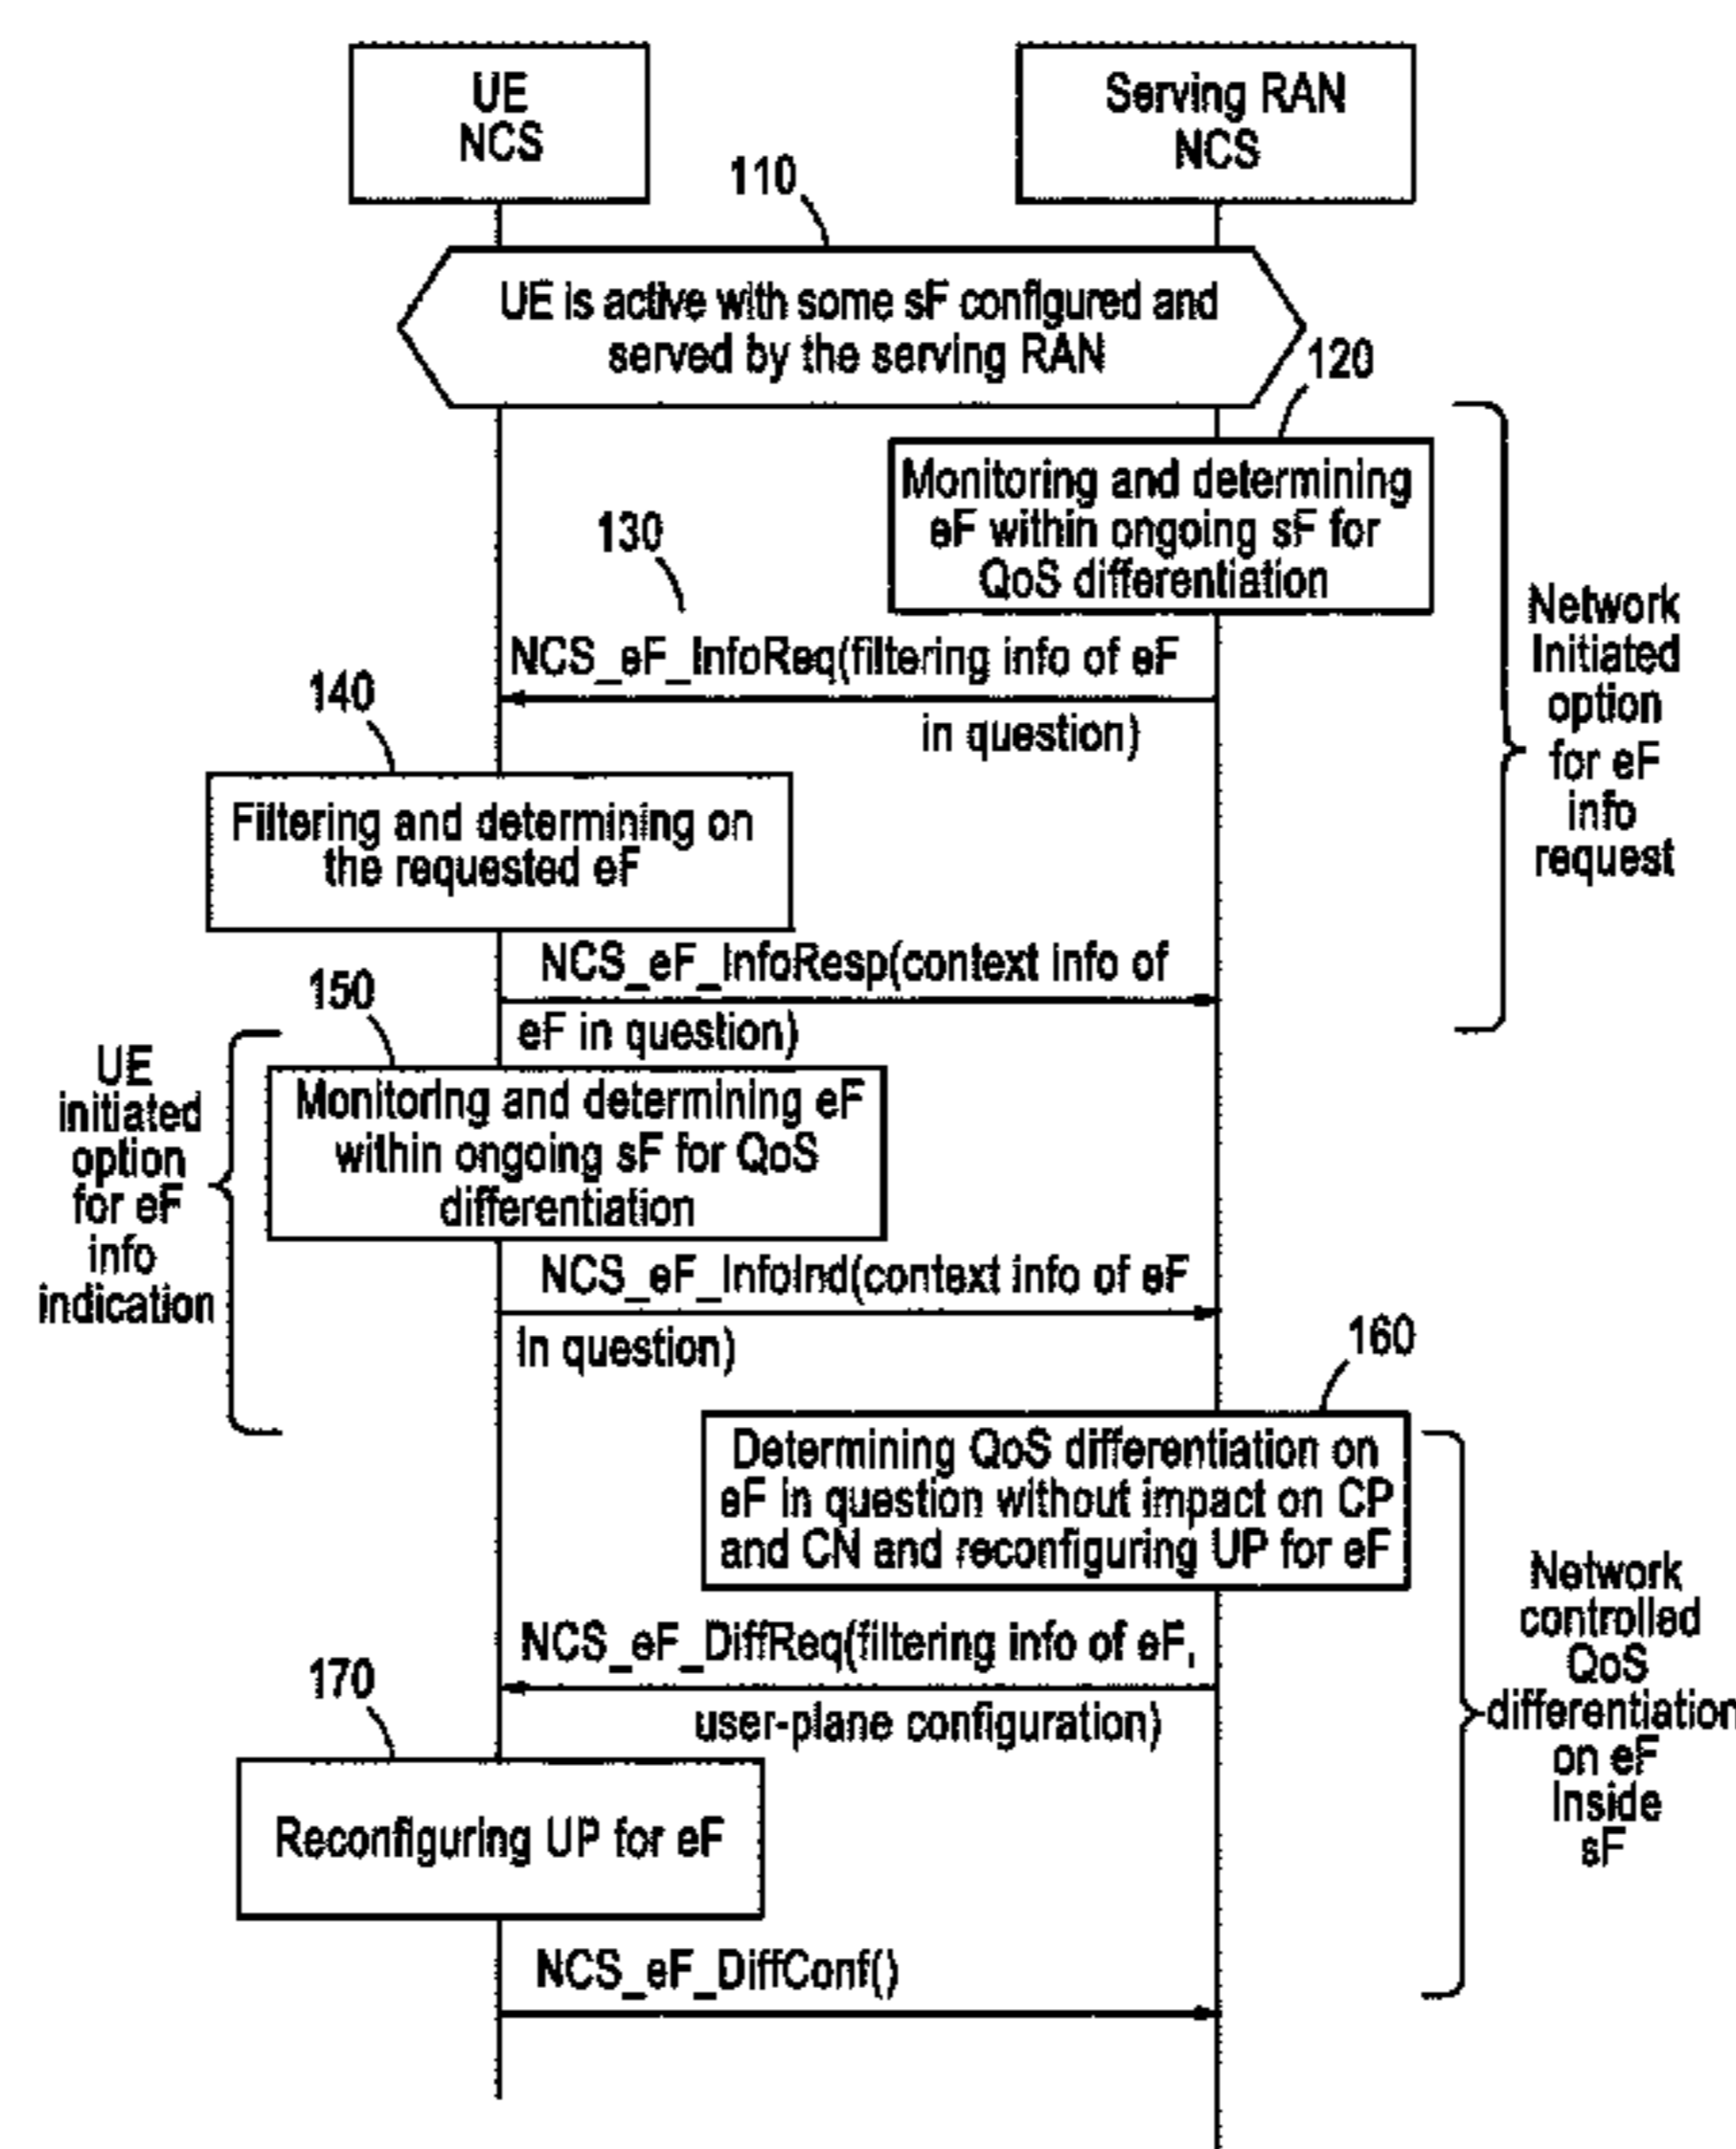 UE
NCS
Serving RAN
NCS
110
UE is active with some sF configured and
served by the serving RAN
120
Monitoring and determining
eF within ongoing sF for
QoS differentiation
130
NCS_eF_InfoReq(filtering info of eF
in question)
Network
Initiated
option
for eF
info
request
140
Filtering and determining on
the requested eF
NCS_eF_InfoResp(context info of
eF in question)
150
UE
initiated
option
for eF
info
indication
Monitoring and determining eF
within ongoing sF for QoS
differentiation
NCS_eF_InfoInd(context info of eF
in question)
160
Determining QoS differentiation on
eF in question without impact on CP
and CN and reconfiguring UP for eF
NCS_eF_DiffReq(filtering info of eF,
user-plane configuration)
Network
controlled
QoS
differentiation
on eF
Inside
sF
170
Reconfiguring UP for eF
NCS_eF_DiffConf()